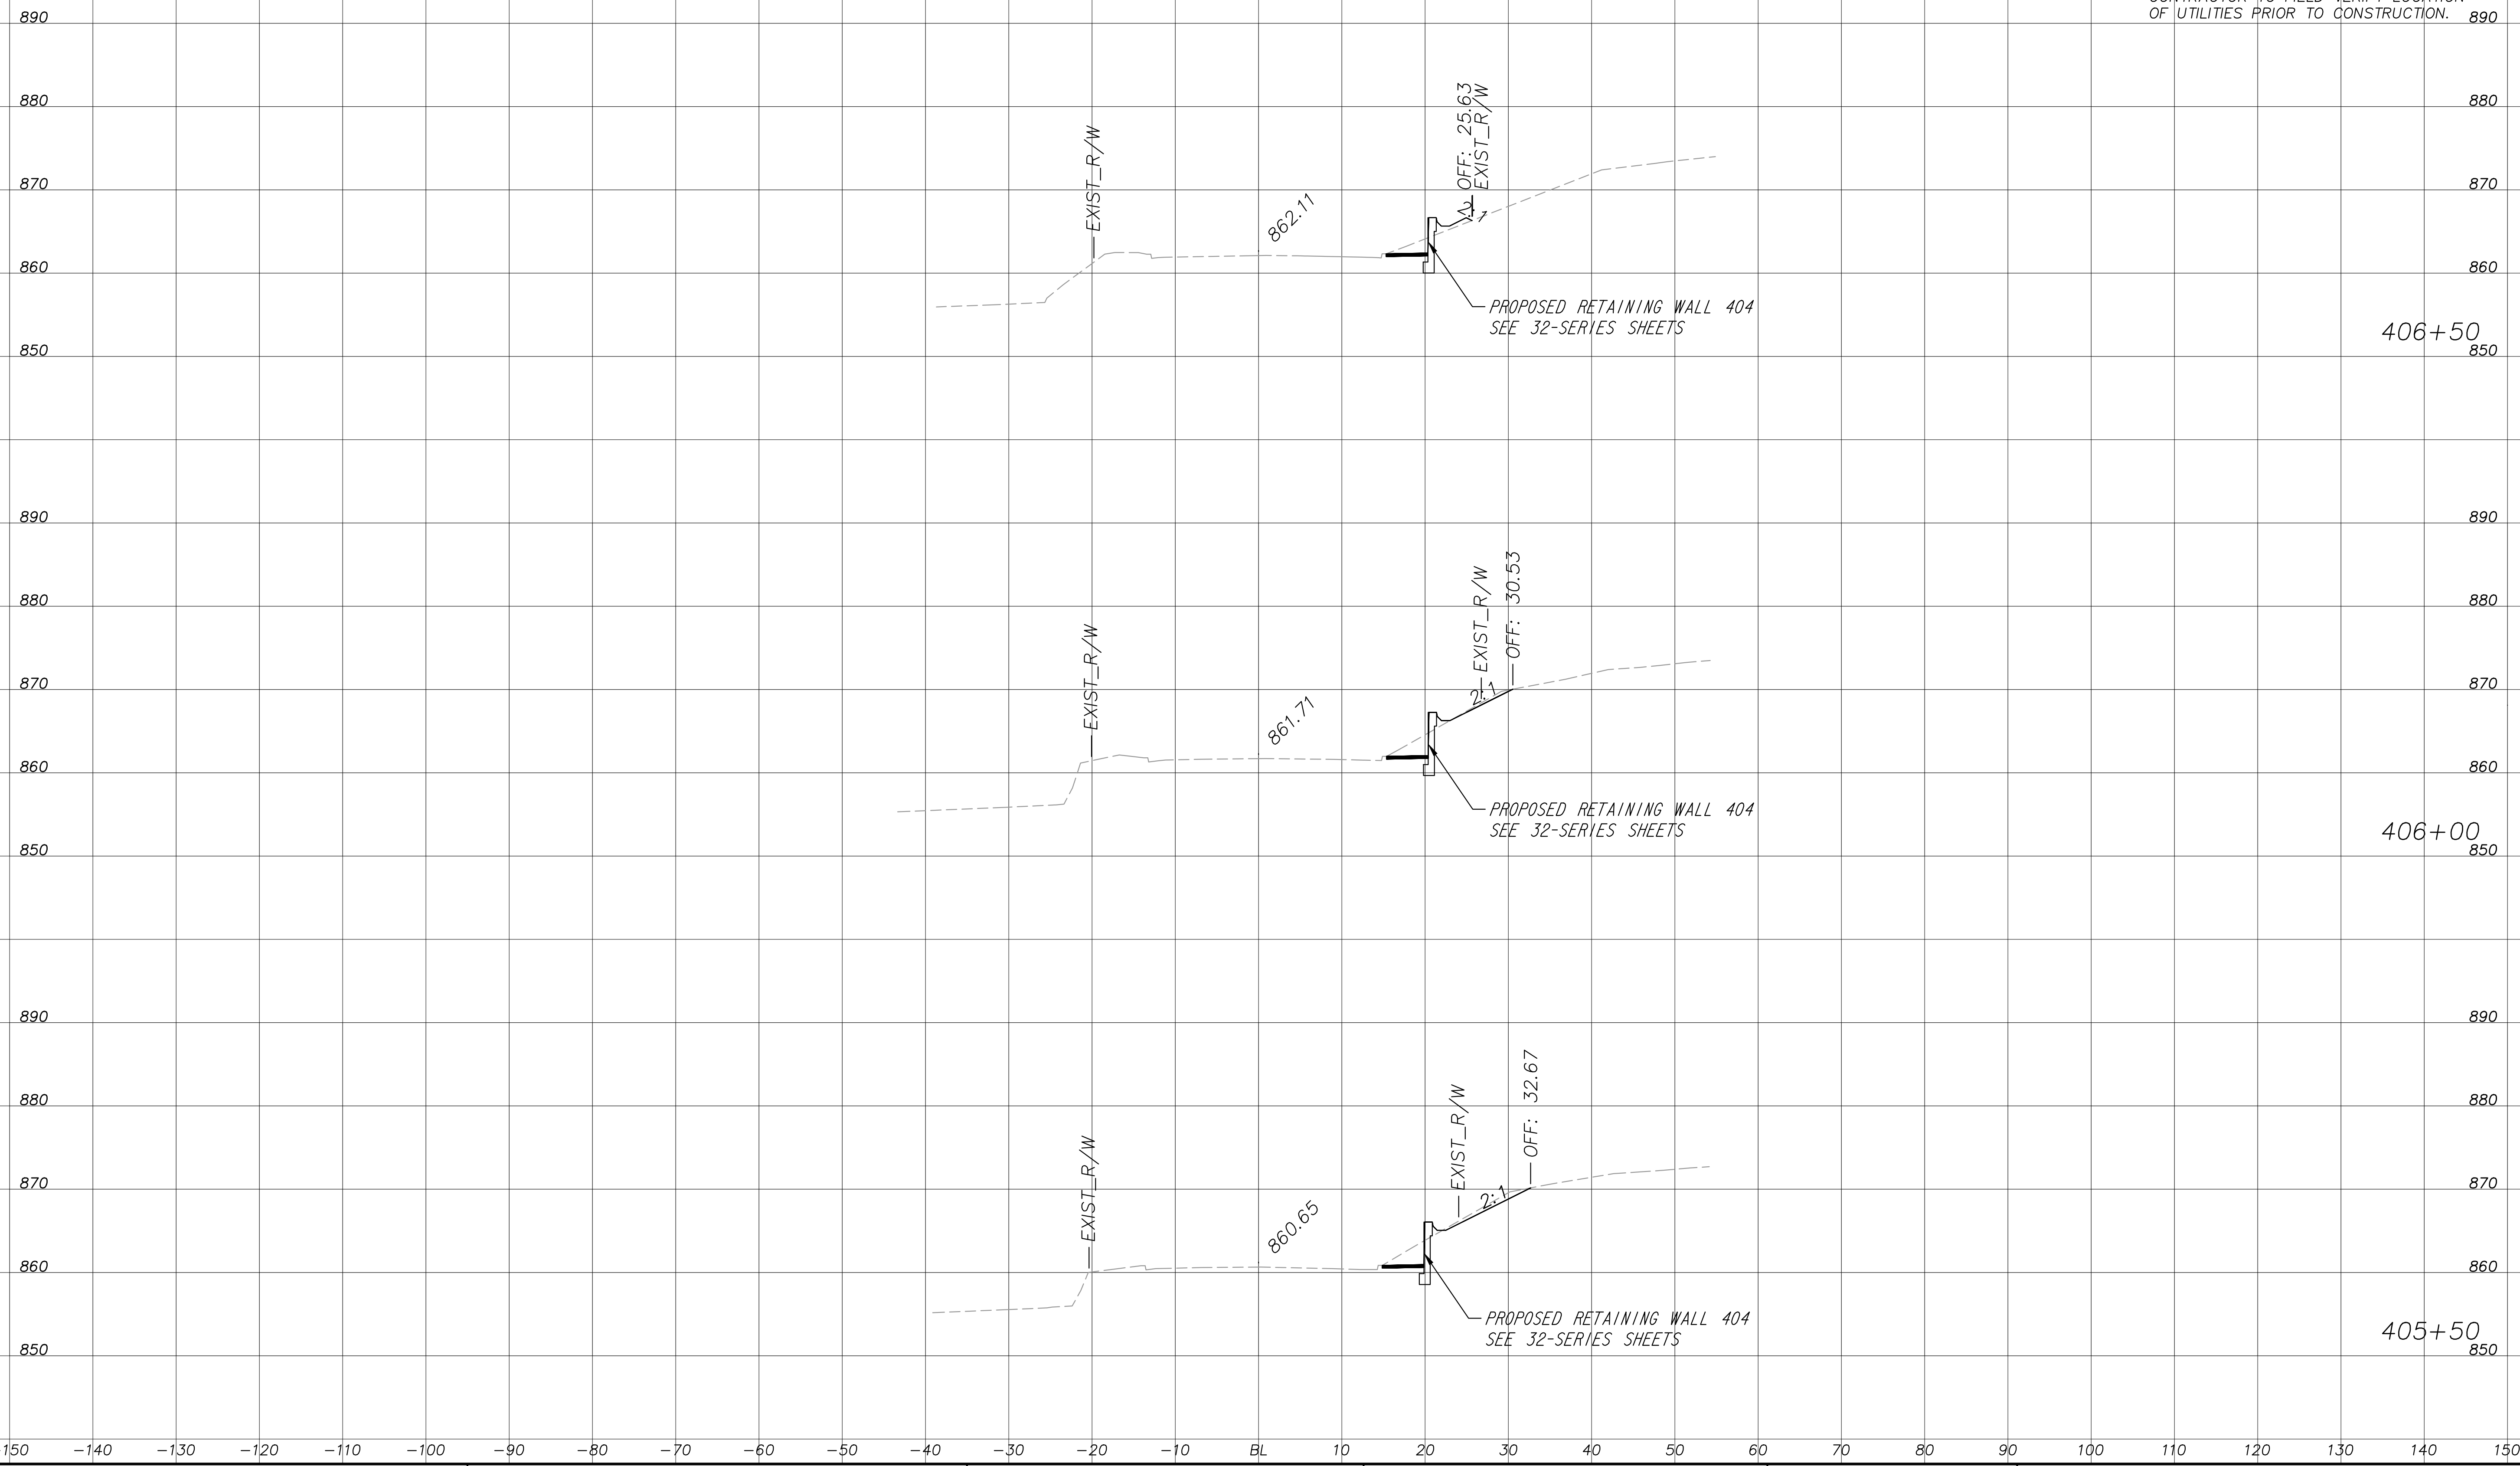 OF UTILITIES PRIOR TO CONSTRUCTION.
890 890
880 880
OFF: 25.63
EXIST_R/W
EXIST_R/W
870 870
862.11
2:1
860 860
PROPOSED RETAINING WALL 404
SEE 32-SERIES SHEETS
406+50
850 850
890 890
880 880
EXIST_R/W
EXIST_R/W
OFF: 30.53
870 870
861.71
2:1
860 860
PROPOSED RETAINING WALL 404
SEE 32-SERIES SHEETS
406+00
850 850
890 890
880 880
EXIST_R/W
EXIST_R/W
OFF: 32.67
870 870
860.65
2:1
860 860
PROPOSED RETAINING WALL 404
SEE 32-SERIES SHEETS
405+50
850 850
-150 -140 -130 -120 -110 -100 -90 -80 -70 -60 -50 -40 -30 -20 -10 BL 10 20 30 40 50 60 70 80 90 100 110 120 130 140 150